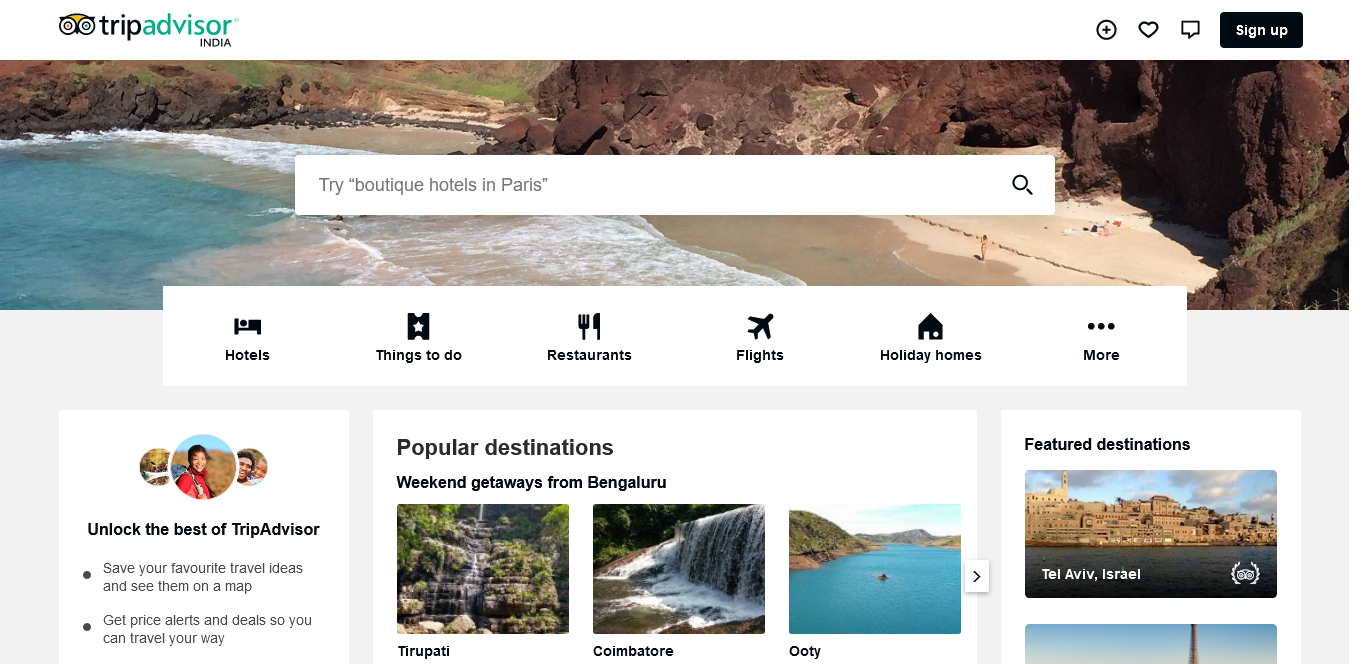 tripadvisor
INDIA
Sign up
Try “boutique hotels in Paris”
Hotels
Things to do
Restaurants
Flights
Holiday homes
More
Unlock the best of TripAdvisor
Save your favourite travel ideas
and see them on a map
Get price alerts and deals so you
can travel your way
Popular destinations
Weekend getaways from Bengaluru
Tirupati
Coimbatore
Ooty
Featured destinations
Tel Aviv, Israel